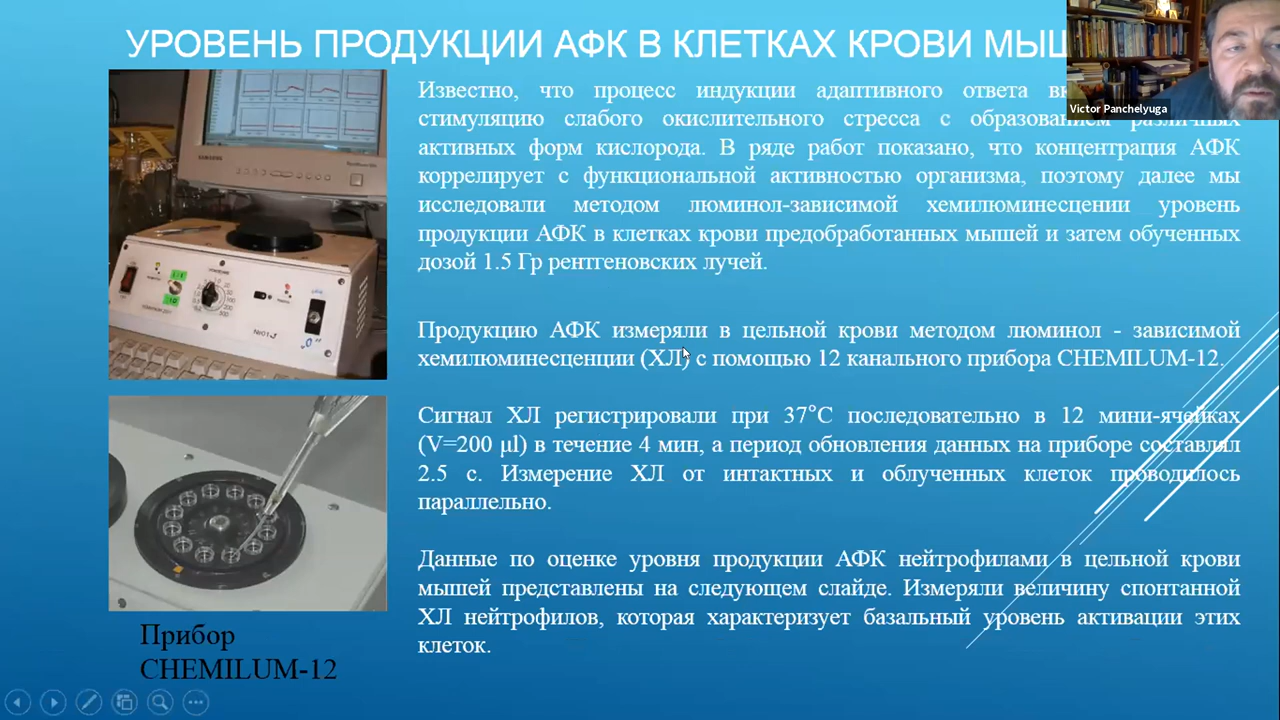 УРОВЕНЬ ПРОДУКЦИИ АФК В КЛЕТКАХ КРОВИ
Victor Panchelyuga
Известно, что процесс индукции адаптивного ответа
стимуляцию слабого окислительного стресса с образованием различных
активных форм кислорода. В ряде работ показано, что концентрация АФК
коррелирует с функциональной активностью организма, поэтому далее мы
исследовали методом люминол-зависимой хемилюминесцении уровень
продукции АФК в клетках крови предобработанных мышей и затем обученных
дозой 1.5 Гр рентгеновских лучей.
Продукцию АФК измеряли в цельной крови методом люминол - зависимой
хемилюминесценции (ХЛ) с помощью 12 канального прибора CHEMILUM-12.
Сигнал ХЛ регистрировали при 37°С последовательно в 12 мини-ячейках
(V=200 µl) в течение 4 мин, а период обновления данных на приборе составлял
2.5 с. Измерение ХЛ от интактных и облученных клеток проводилось
параллельно.
Данные по оценке уровня продукции АФК нейтрофилами в цельной крови
мышей представлены на следующем слайде. Измеряли величину спонтанной
ХЛ нейтрофилов, которая характеризует базальный уровень активации этих
клеток.
SAMSUNG
Прибор
CHEMILUM-12